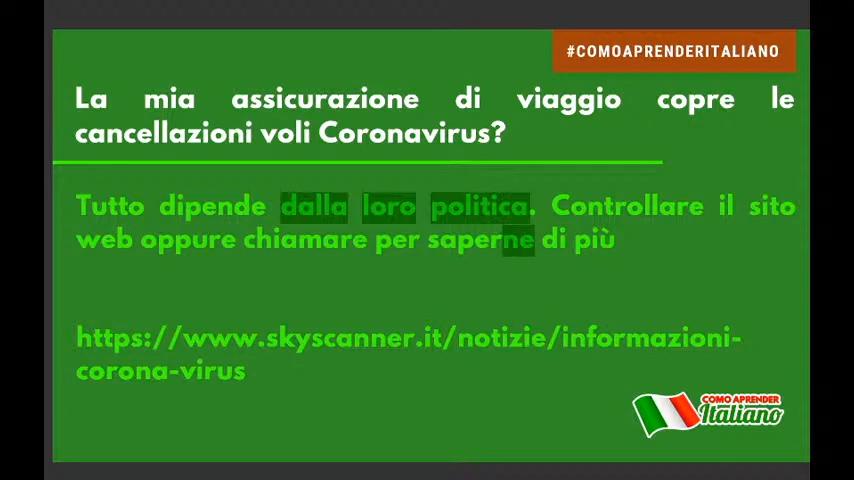 #COMOAPRENDERITALIANO
La mia assicurazione di viaggio copre le
cancellazioni voli Coronavirus?
Tutto dipende dalla loro politica. Controllare il sito
web oppure chiamare per saperne di più
https://www.skyscanner.it/notizie/informazioni-
corona-virus
COMO APRENDER
Italiano